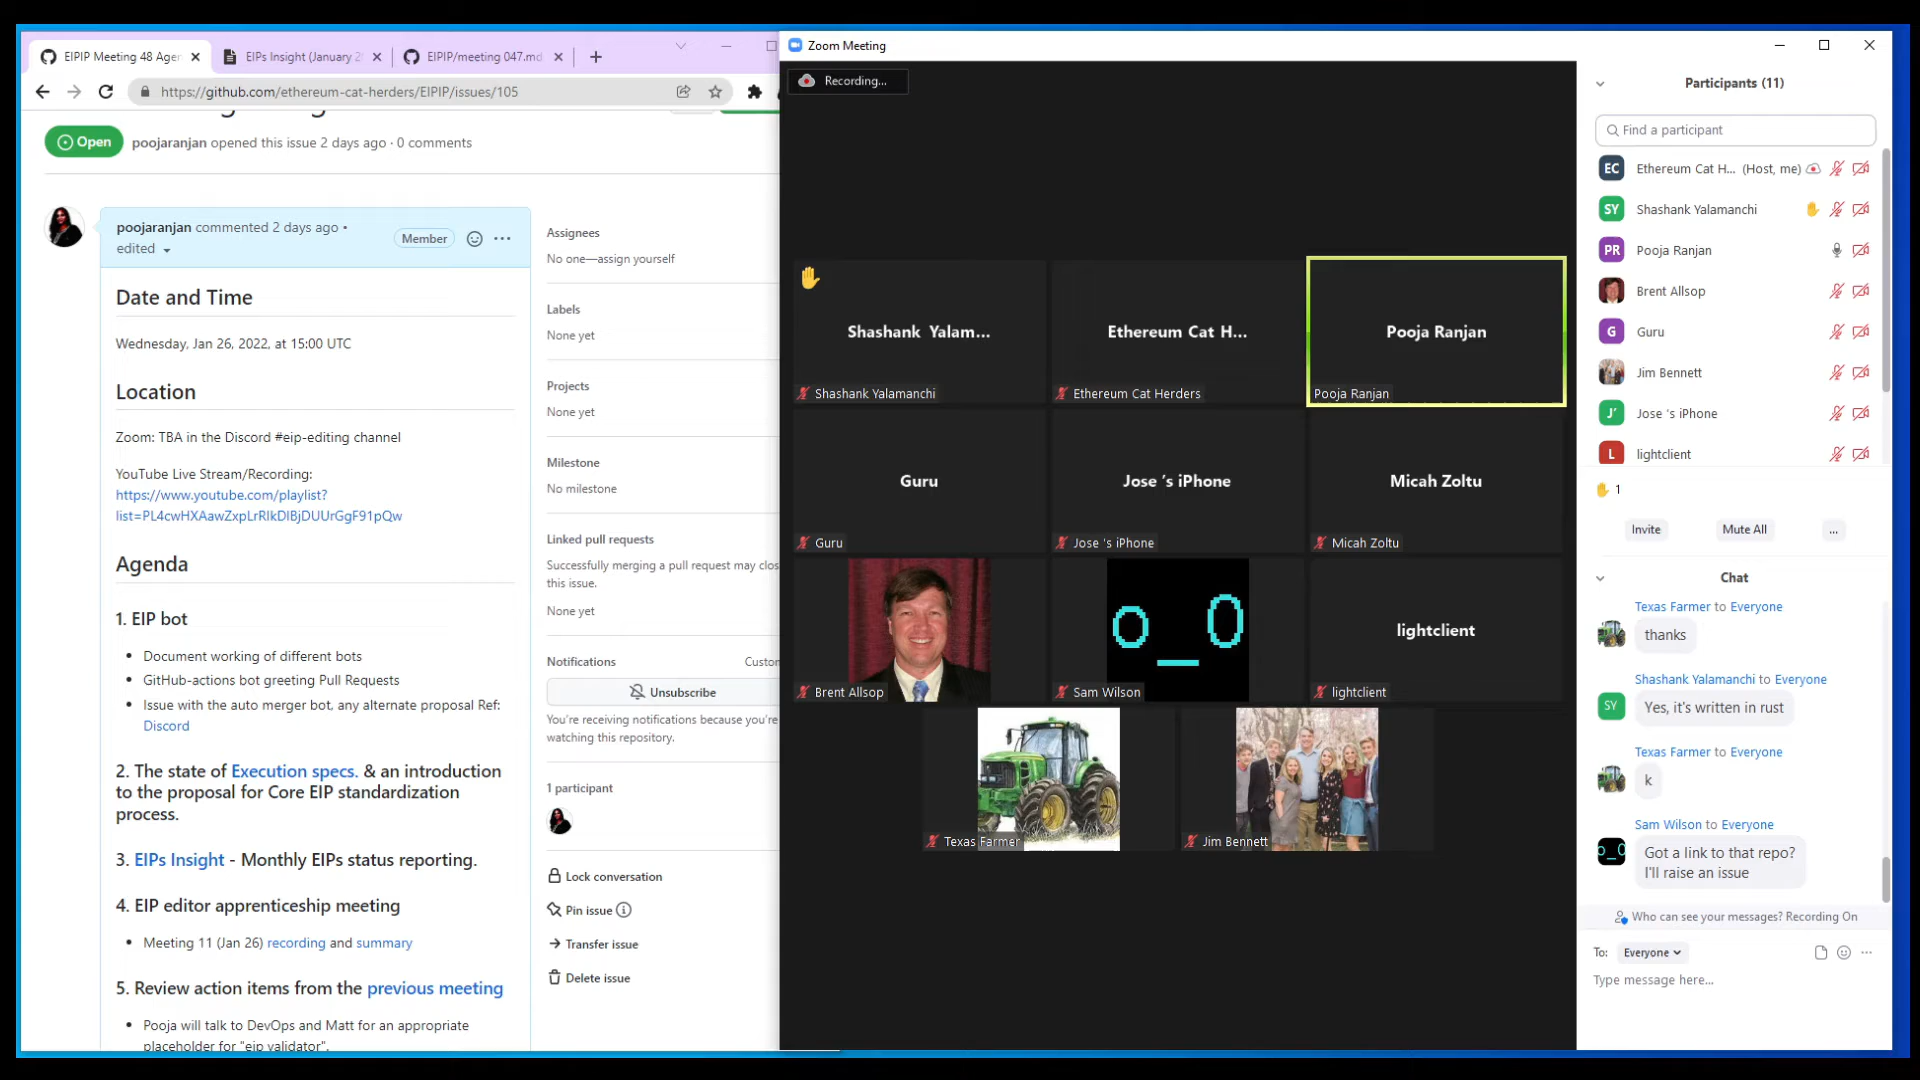 EIPIP Meeting 48 Agen
EIPs Insight (January 2
EIPIP/meeting 047.md
https://github.com/ethereum-cat-herders/EIPIP/issues/105
Open
poojaranjan opened this issue 2 days ago · 0 comments
poojaranjan commented 2 days ago •
edited
Member
Date and Time
Wednesday, Jan 26, 2022, at 15:00 UTC
Location
Zoom: TBA in the Discord #eip-editing channel
YouTube Live Stream/Recording:
https://www.youtube.com/playlist?
list=PL4cwHXAawZxpLrRIkDIBjDUUrGgF91pQw
Agenda
1. EIP bot
• Document working of different bots
• GitHub-actions bot greeting Pull Requests
• Issue with the auto merger bot, any alternate proposal Ref:
Discord
2. The state of Execution specs. & an introduction
to the proposal for Core EIP standardization
process.
3. EIPs Insight - Monthly EIPs status reporting.
4. EIP editor apprenticeship meeting
• Meeting 11 (Jan 26) recording and summary
5. Review action items from the previous meeting
• Pooja will talk to DevOps and Matt for an appropriate
placeholder for "eip validator".
Assignees
No one—assign yourself
Labels
None yet
Projects
None yet
Milestone
No milestone
Linked pull requests
Successfully merging a pull request may clos
this issue.
None yet
Notifications
Custon
Unsubscribe
You're receiving notifications because you're
watching this repository.
1 participant
Lock conversation
Pin issue
Transfer issue
Delete issue
Zoom Meeting
Recording...
Shashank Yalam...
Shashank Yalamanchi
Ethereum Cat H...
Ethereum Cat Herders
Pooja Ranjan
Pooja Ranjan
Guru
Guru
Jose 's iPhone
Jose 's iPhone
Micah Zoltu
Micah Zoltu
Brent Allsop
o_0
Sam Wilson
lightclient
lightclient
Texas Farmer
Jim Bennett
Participants (11)
Find a participant
EC Ethereum Cat H... (Host, me)
SY Shashank Yalamanchi
PR Pooja Ranjan
Brent Allsop
G Guru
Jim Bennett
J' Jose 's iPhone
L lightclient
1
Invite
Mute All
...
Chat
Texas Farmer to Everyone
thanks
Shashank Yalamanchi to Everyone
SY
Yes, it's written in rust
Texas Farmer to Everyone
k
Sam Wilson to Everyone
o_0
Got a link to that repo?
I'll raise an issue
Who can see your messages? Recording On
To: Everyone
Type message here...